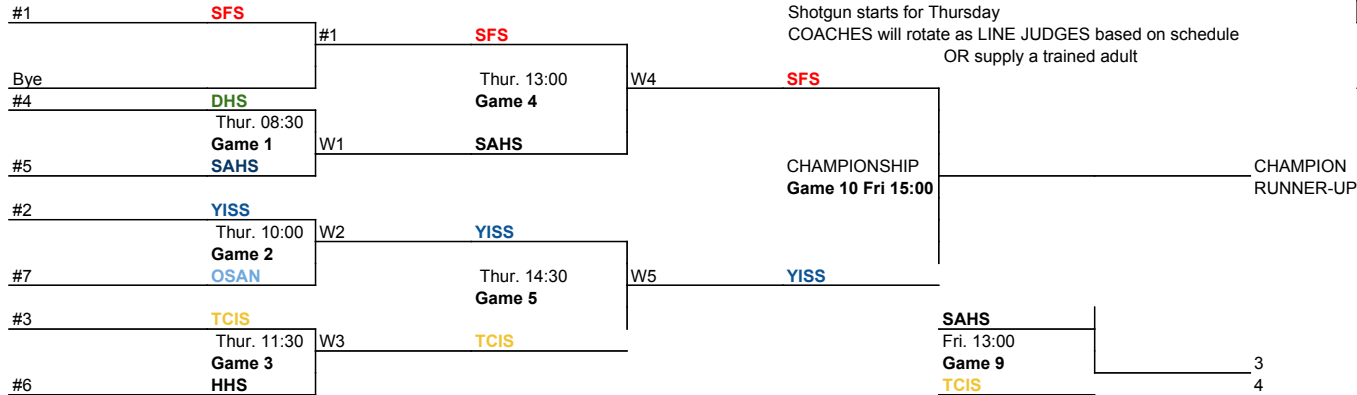 #1 SFS Shotgun starts for Thursday
#1 SFS COACHES will rotate as LINE JUDGES based on schedule
OR supply a trained adult
Bye Thur. 13:00 W4 SFS
#4 DHS Game 4
Thur. 08:30
Game 1 W1 SAHS
#5 SAHS CHAMPIONSHIP CHAMPION
Game 10 Fri 15:00 RUNNER-UP
#2 YISS
Thur. 10:00 W2 YISS
Game 2
#7 OSAN Thur. 14:30 W5 YISS
Game 5
#3 TCIS SAHS
Thur. 11:30 W3 TCIS Fri. 13:00
Game 3 Game 9 3
#6 HHS TCIS 4